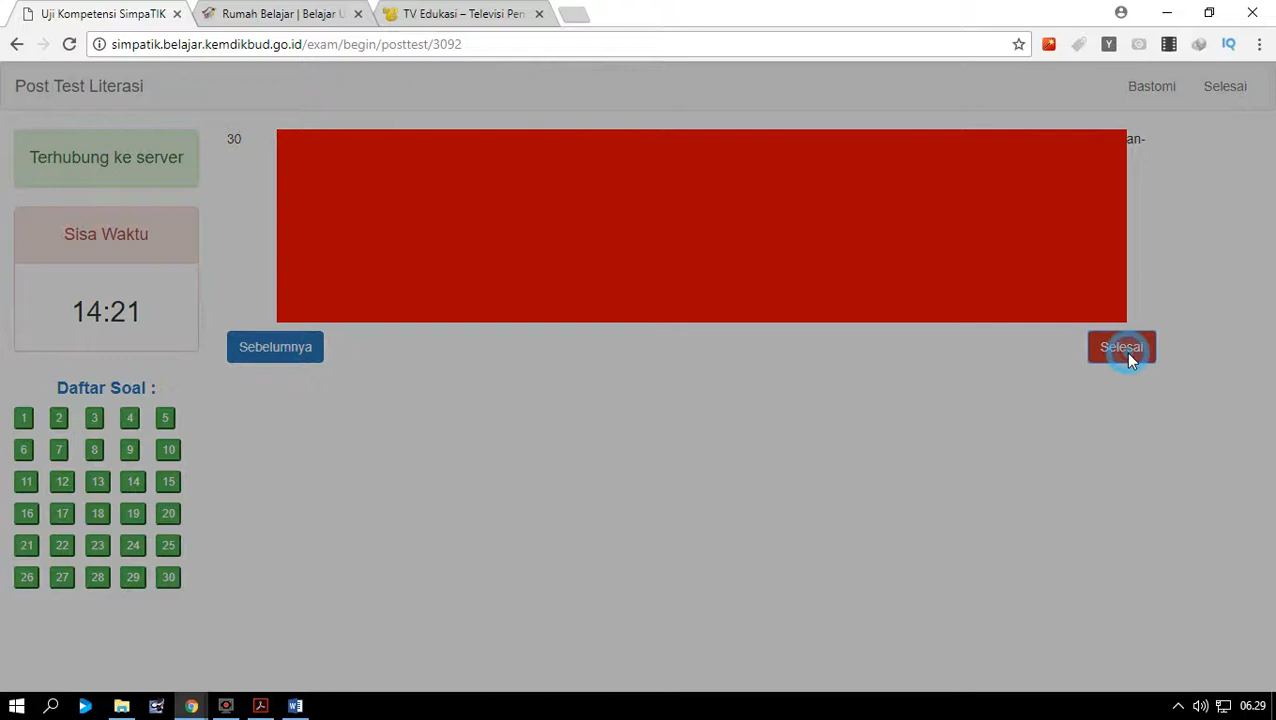 Uji Kompetensi SimpaTIK
Rumah Belajar | Belajar U
TV Edukasi – Televisi Pen
simpatik.belajar.kemdikbud.go.id/exam/begin/posttest/3092
Y
IQ
Post Test Literasi
Bastomi
Selesai
Terhubung ke server
30
an-
Sisa Waktu
14:21
Sebelumnya
Selesai
Daftar Soal :
1 2 3 4 5
6 7 8 9 10
11 12 13 14 15
16 17 18 19 20
21 22 23 24 25
26 27 28 29 30
06.29